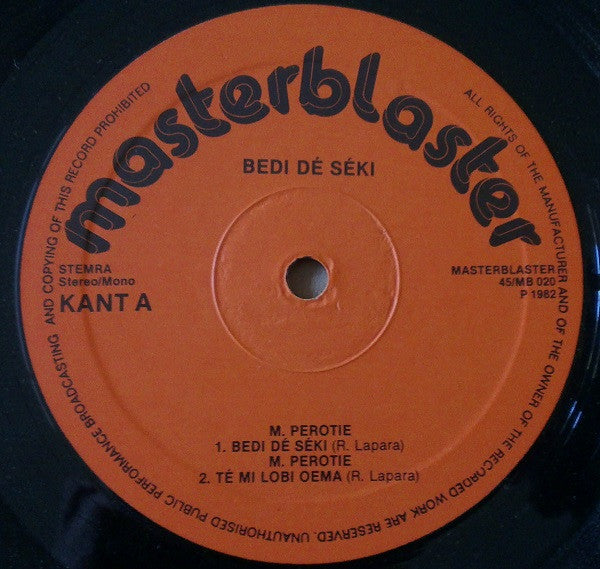 masterblaster
BEDI DÉ SÉKI
STEMRA
Stereo/Mono
KANT A
MASTERBLASTER
45/MB 020
P 1982
M. PEROTIE
1. BEDI DÉ SÉKI (R. Lapara)
M. PEROTIE
2. TÉ MI LOBI OEMA (R. Lapara)
ALL RIGHTS OF THE MANUFACTURER AND OF THE OWNER OF THE RECORDED WORK ARE RESERVED. UNAUTHORISED PUBLIC PERFORMANCE BROADCASTING AND COPYING OF THIS RECORD PROHIBITED